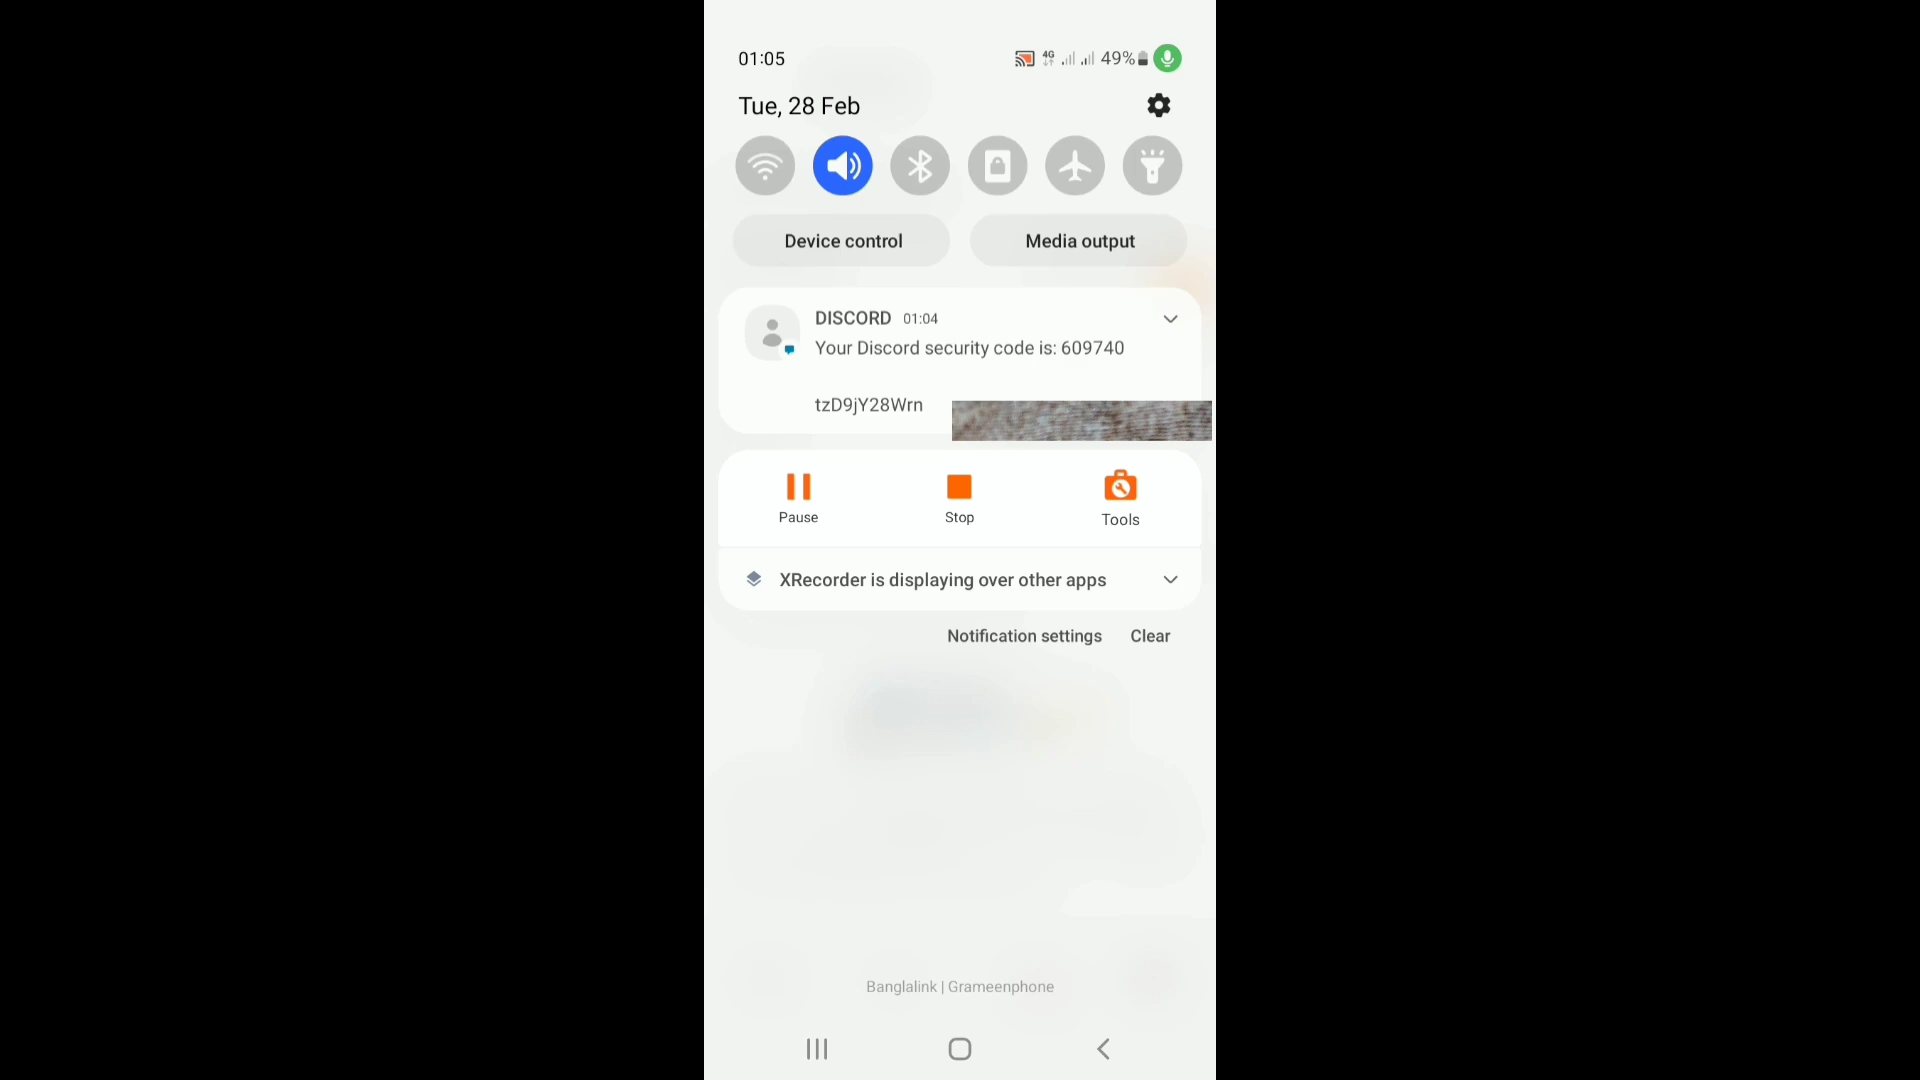 01:05
4G 49%
Tue, 28 Feb
Device control Media output
DISCORD 01:04
Your Discord security code is: 609740
tzD9jY28Wrn
Pause Stop Tools
XRecorder is displaying over other apps
Notification settings Clear
Banglalink | Grameenphone